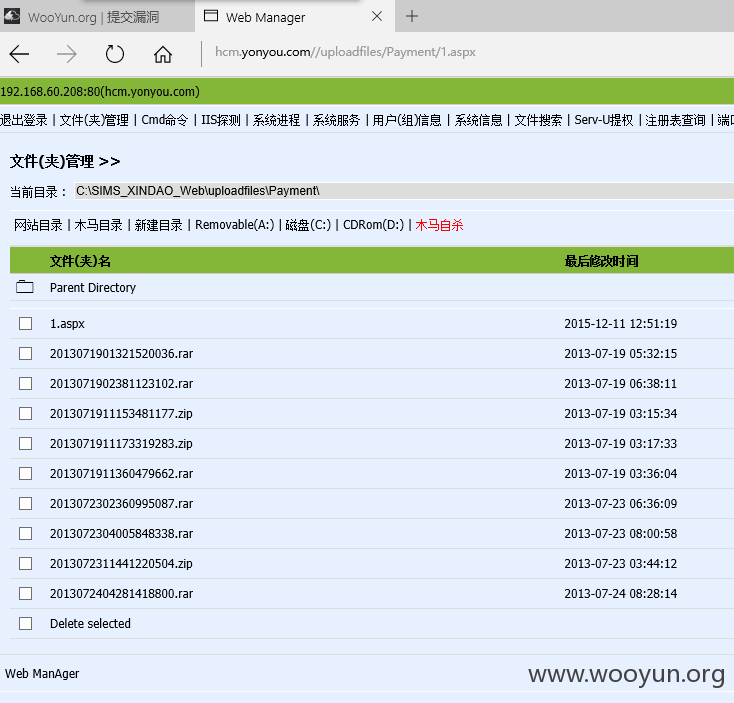 WooYun.org | 提交漏洞
Web Manager
hcm.yonyou.com//uploadfiles/Payment/1.aspx
192.168.60.208:80(hcm.yonyou.com)
退出登录 | 文件(夹)管理 | Cmd命令 | IIS探测 | 系统进程 | 系统服务 | 用户(组)信息 | 系统信息 | 文件搜索 | Serv-U提权 | 注册表查询 | 端口
文件(夹)管理 >>
当前目录： C:\SIMS_XINDAO_Web\uploadfiles\Payment\
网站目录 | 木马目录 | 新建目录 | Removable(A:) | 磁盘(C:) | CDRom(D:) | 木马自杀
文件(夹)名 最后修改时间
Parent Directory
1.aspx 2015-12-11 12:51:19
2013071901321520036.rar 2013-07-19 05:32:15
2013071902381123102.rar 2013-07-19 06:38:11
2013071911153481177.zip 2013-07-19 03:15:34
2013071911173319283.zip 2013-07-19 03:17:33
2013071911360479662.rar 2013-07-19 03:36:04
2013072302360995087.rar 2013-07-23 06:36:09
2013072304005848338.rar 2013-07-23 08:00:58
2013072311441220504.zip 2013-07-23 03:44:12
2013072404281418800.rar 2013-07-24 08:28:14
Delete selected
Web ManAger
www.wooyun.org